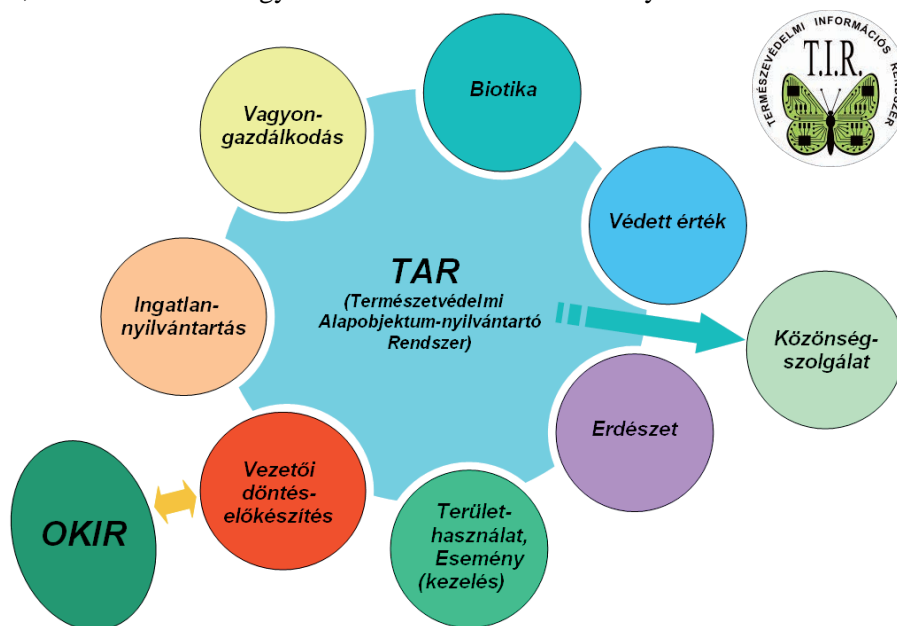 TERMÉSZEVÉDELMI INFORMÁCIÓS RENDSZER
T.I.R.
Biotika
Vagyon-
gazdálkodás
Védett érték
TAR
(Természetvédelmi
Alapobjektum-nyilvántartó
Rendszer)
Ingatlan-
nyilvántartás
Közönség-
szolgálat
Erdészet
Vezetői
döntés-
előkészítés
Terület-
használat,
Esemény
(kezelés)
OKIR